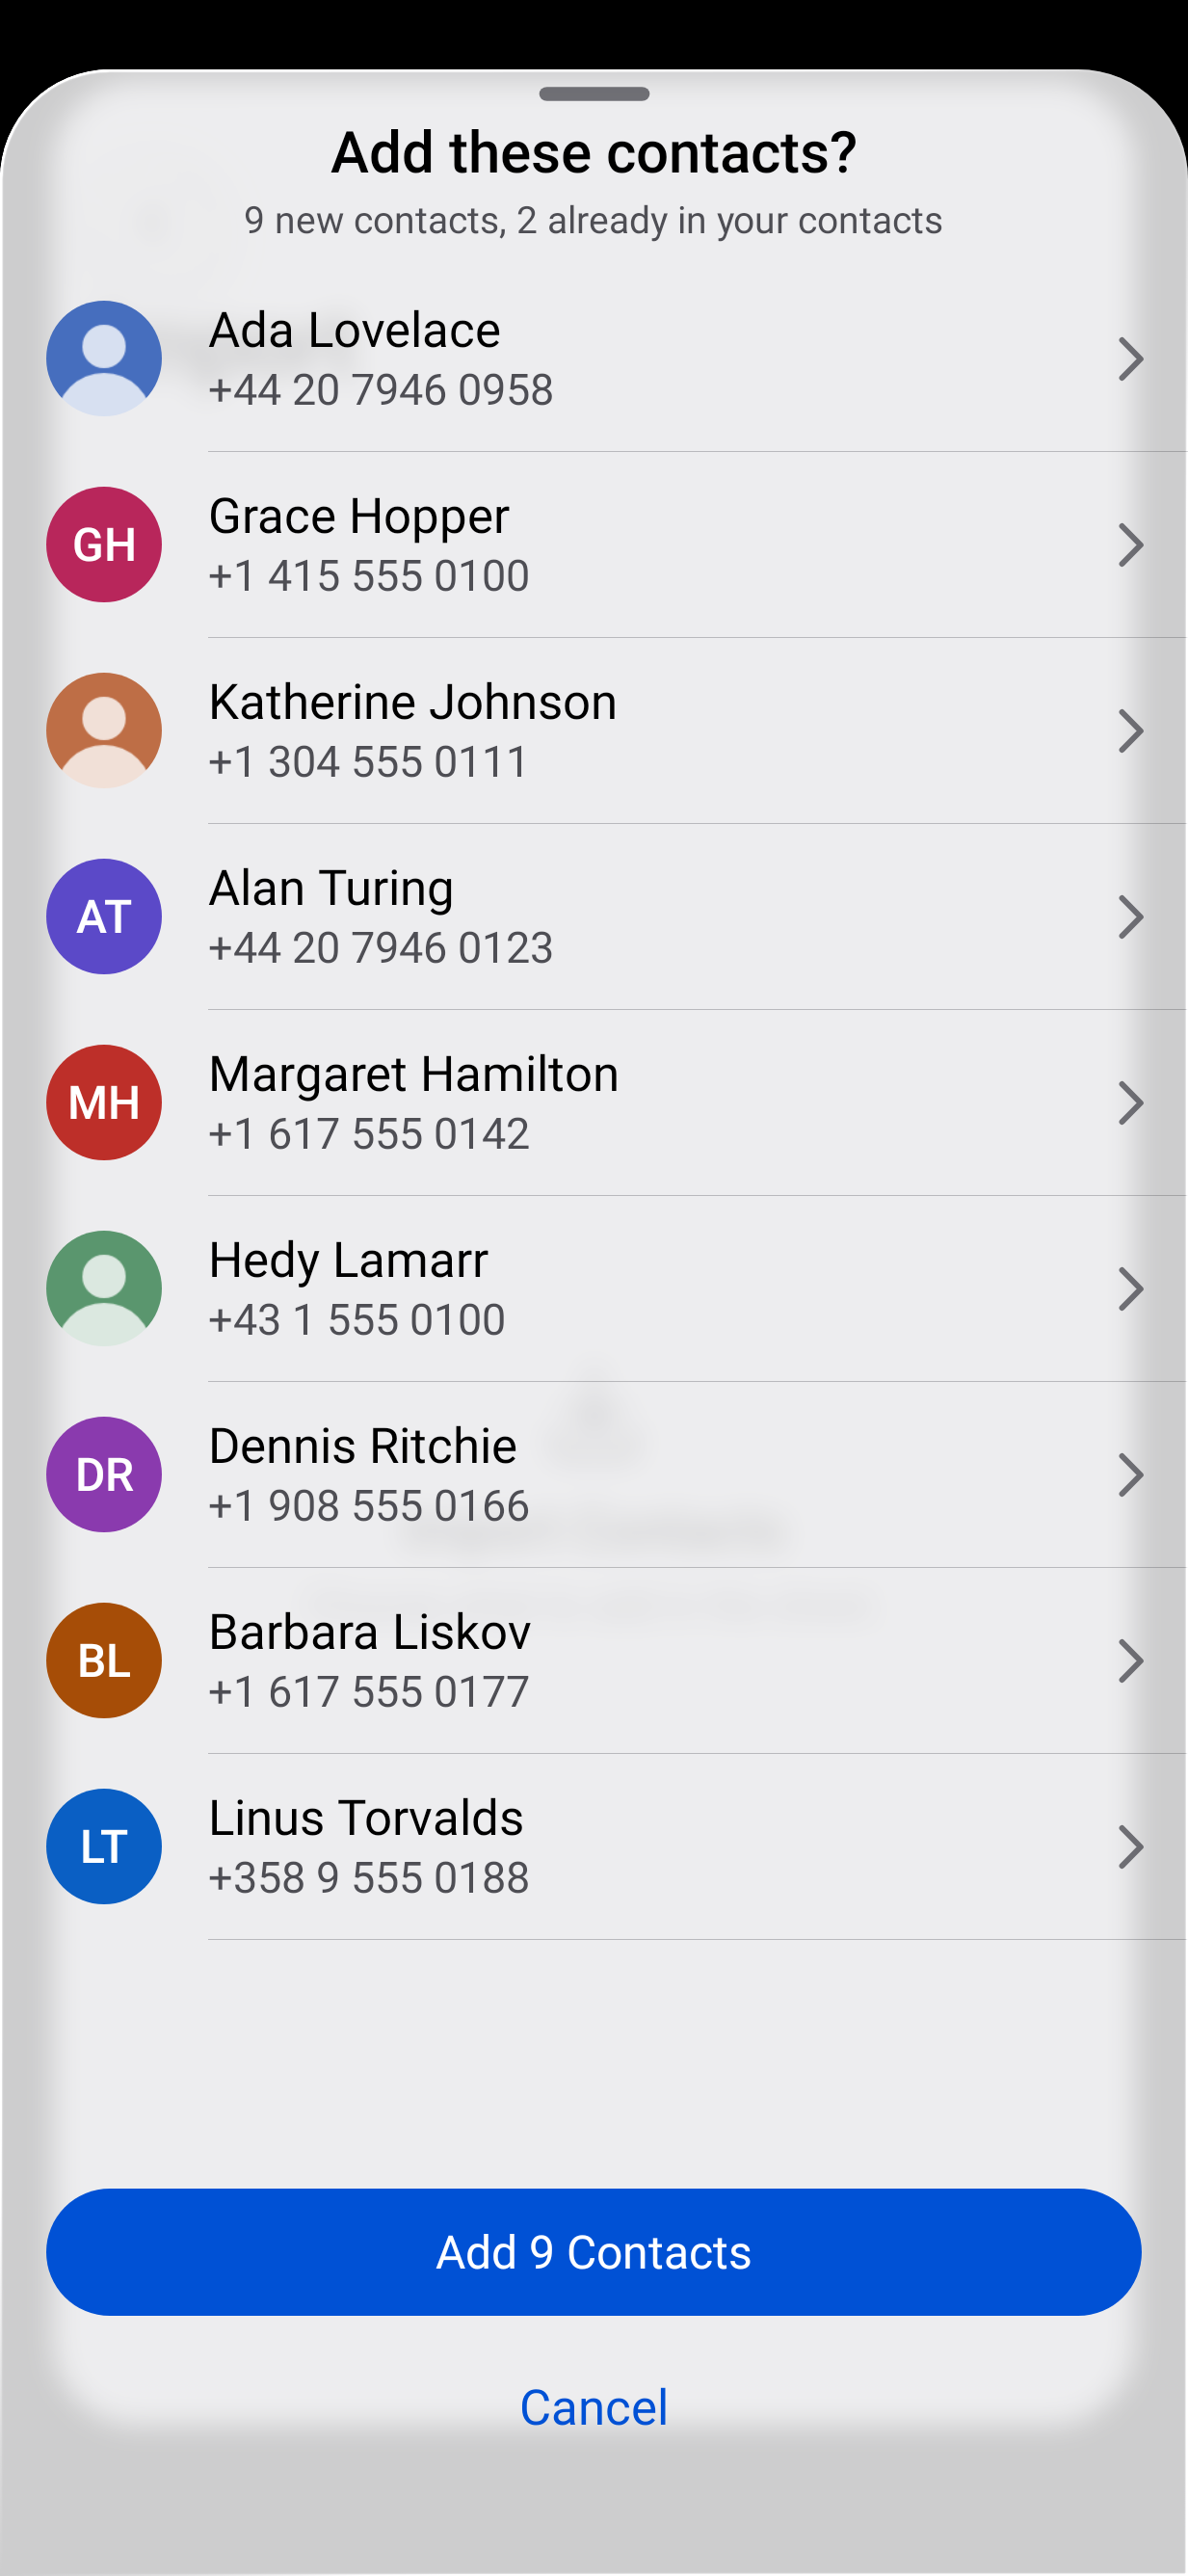 Add these contacts?
9 new contacts, 2 already in your contacts
Ada Lovelace
+44 20 7946 0958
GH
Grace Hopper
+1 415 555 0100
Katherine Johnson
+1 304 555 0111
AT
Alan Turing
+44 20 7946 0123
MH
Margaret Hamilton
+1 617 555 0142
Hedy Lamarr
+43 1 555 0100
DR
Dennis Ritchie
+1 908 555 0166
BL
Barbara Liskov
+1 617 555 0177
LT
Linus Torvalds
+358 9 555 0188
Add 9 Contacts
Cancel